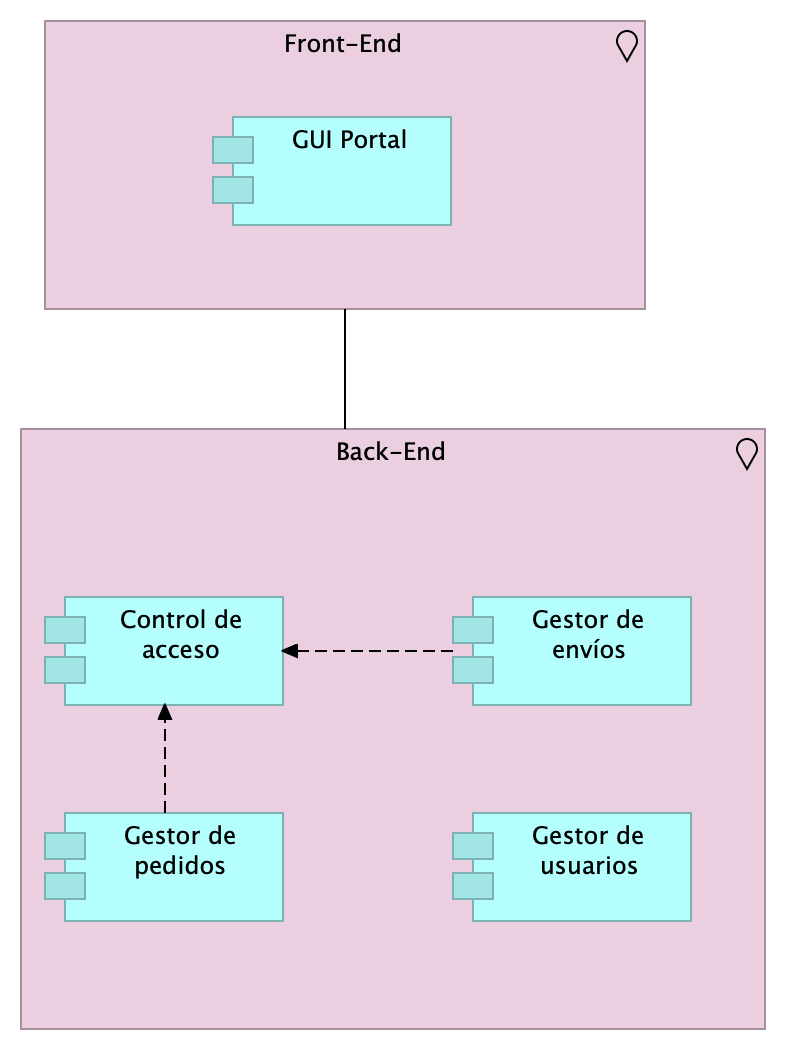 Front-End
GUI Portal
Back-End
Control de
acceso
Gestor de
envíos
Gestor de
pedidos
Gestor de
usuarios